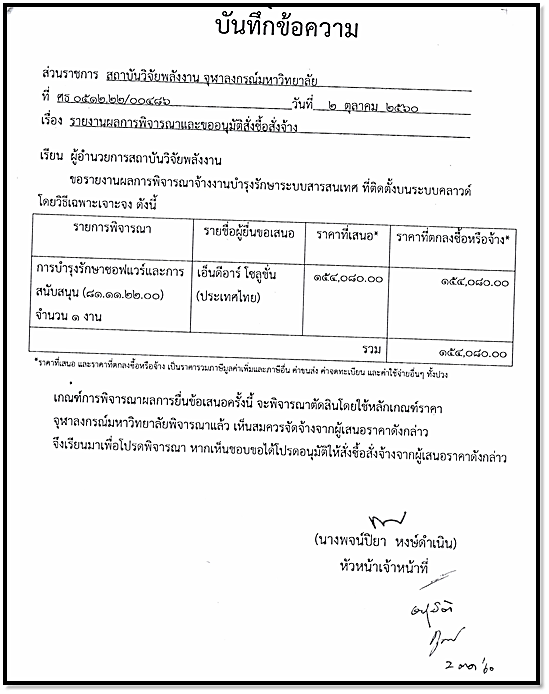 บันทึกข้อความ
ส่วนราชการ สถาบันวิจัยพลังงาน จุฬาลงกรณ์มหาวิทยาลัย
ที่ ศธ ๐๕๑๒.๒๒/๐๐๔๘๖ วันที่ ๒ ตุลาคม ๒๕๖๐
เรื่อง รายงานผลการพิจารณาและขออนุมัติสั่งซื้อสั่งจ้าง
เรียน ผู้อำนวยการสถาบันวิจัยพลังงาน
ขอรายงานผลการพิจารณาจ้างงานบำรุงรักษาระบบสารสนเทศ ที่ติดตั้งบนระบบคลาวด์
โดยวิธีเฉพาะเจาะจง ดังนี้
รายการพิจารณา รายชื่อผู้ยื่นขอเสนอ ราคาที่เสนอ* ราคาที่ตกลงซื้อหรือจ้าง*
การบำรุงรักษาซอฟแวร์และการ เอ็นดีอาร์ โซลูชั่น ๑๕๔,๐๘๐.๐๐ ๑๕๔,๐๘๐.๐๐
สนับสนุน (๘๑.๑๑.๒๒.๐๐) (ประเทศไทย)
จำนวน ๑ งาน
รวม ๑๕๔,๐๘๐.๐๐
*ราคาที่เสนอ และราคาที่ตกลงซื้อหรือจ้าง เป็นราคารวมภาษีมูลค่าเพิ่มและภาษีอื่น ค่าขนส่ง ค่าจดทะเบียน และค่าใช้จ่ายอื่นๆ ทั้งปวง
เกณฑ์การพิจารณาผลการยื่นข้อเสนอครั้งนี้ จะพิจารณาตัดสินโดยใช้หลักเกณฑ์ราคา
จุฬาลงกรณ์มหาวิทยาลัยพิจารณาแล้ว เห็นสมควรจัดจ้างจากผู้เสนอราคาดังกล่าว
จึงเรียนมาเพื่อโปรดพิจารณา หากเห็นชอบขอได้โปรดอนุมัติให้สั่งซื้อสั่งจ้างจากผู้เสนอราคาดังกล่าว
(นางพจน์ปิยา หงษ์ดำเนิน)
หัวหน้าเจ้าหน้าที่
อนุมัติ
๒ ตค ๖๐